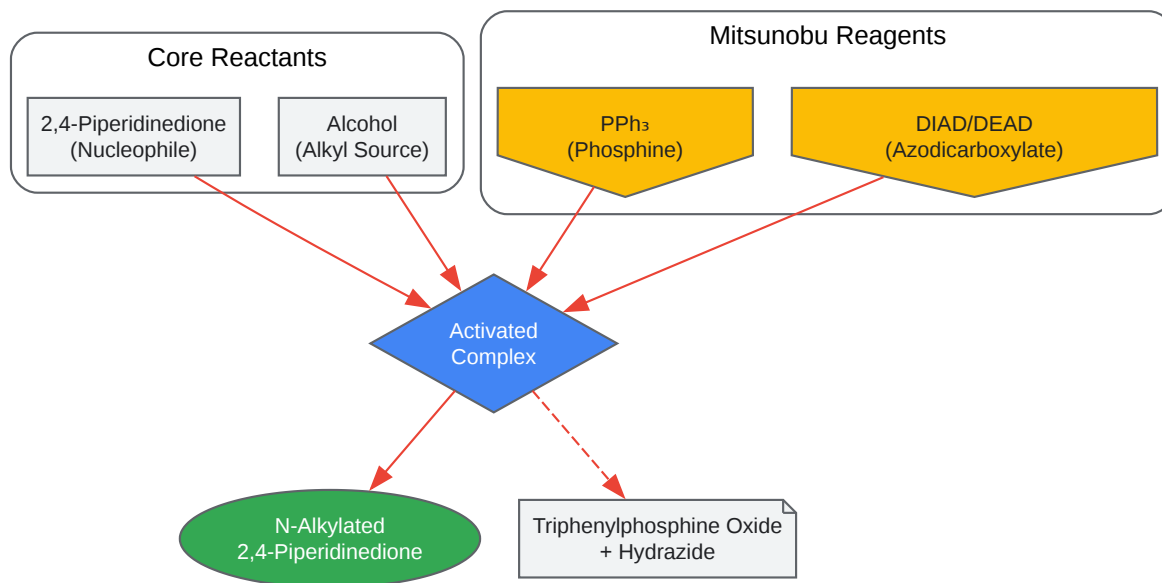 Core Reactants
2,4-Piperidinedione
(Nucleophile)
Alcohol
(Alkyl Source)
Mitsunobu Reagents
PPh₃
(Phosphine)
DIAD/DEAD
(Azodicarboxylate)
Activated
Complex
N-Alkylated
2,4-Piperidinedione
Triphenylphosphine Oxide
+ Hydrazide